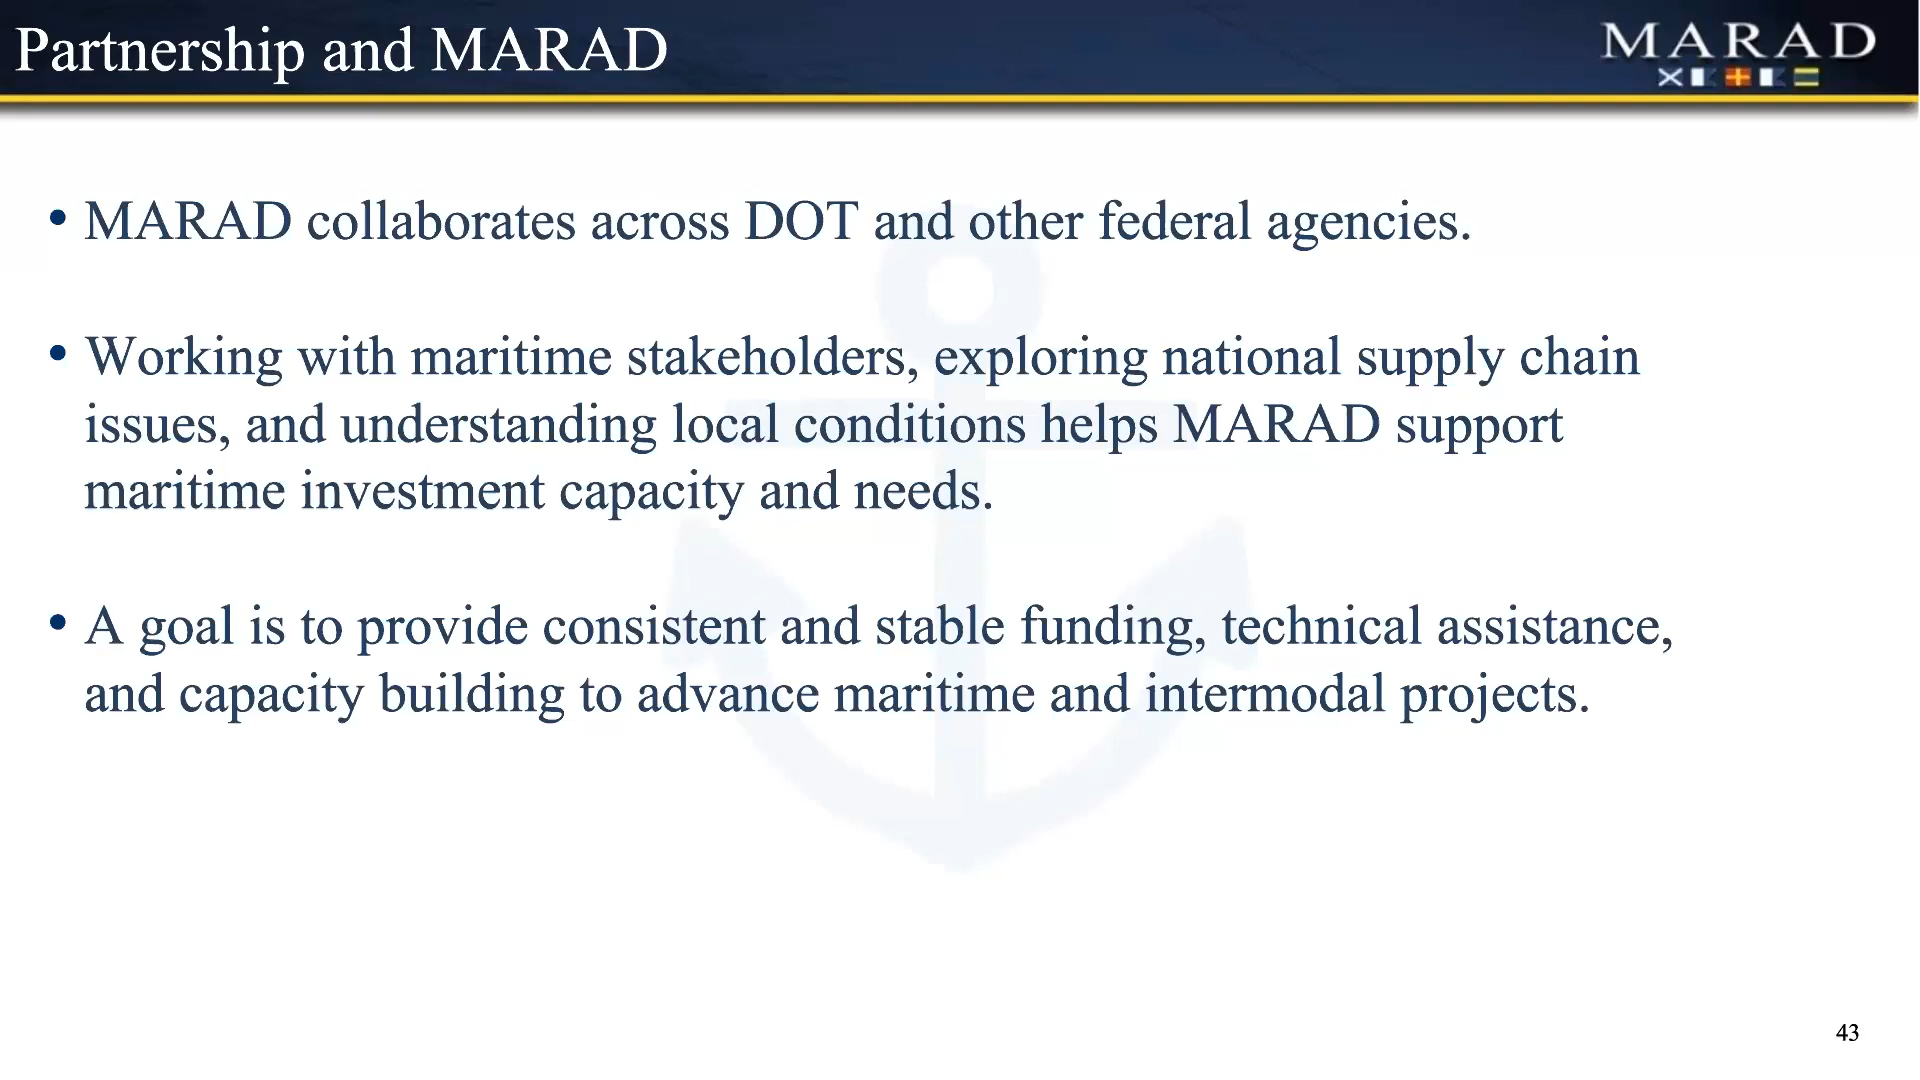 Partnership and MARAD
MARAD
• MARAD collaborates across DOT and other federal agencies.
• Working with maritime stakeholders, exploring national supply chain
issues, and understanding local conditions helps MARAD support
maritime investment capacity and needs.
• A goal is to provide consistent and stable funding, technical assistance,
and capacity building to advance maritime and intermodal projects.
43